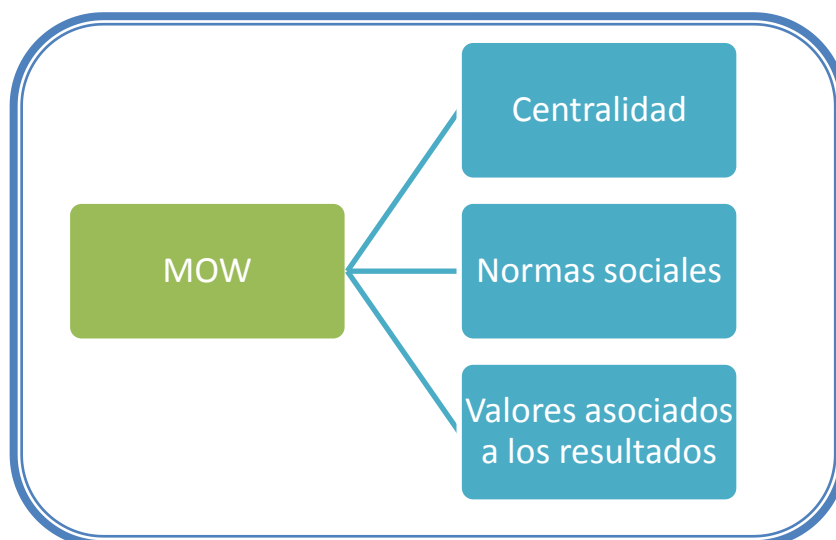 MOW
Centralidad
Normas sociales
Valores asociados
a los resultados